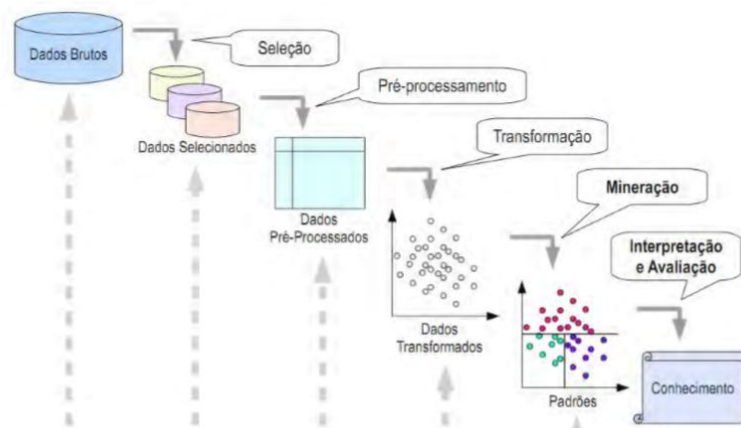 Dados Brutos
Seleção
Dados Selecionados
Pré-processamento
Dados
Pré-Processados
Transformação
Dados
Transformados
Mineração
Padrões
Interpretação
e Avaliação
Conhecimento